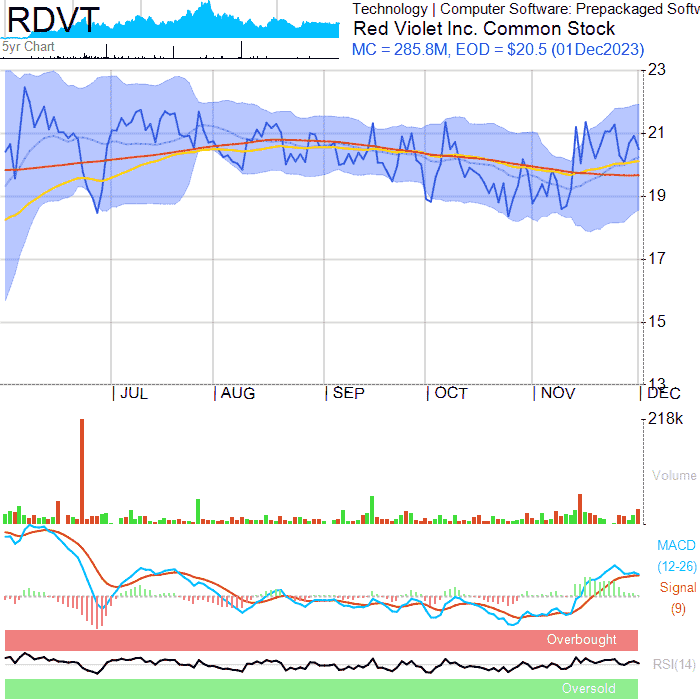 RDVT
5yr Chart
Technology | Computer Software: Prepackaged Softw
Red Violet Inc. Common Stock
MC = 285.8M, EOD = $20.5 (01Dec2023)
23
21
19
17
15
13
JUL
AUG
SEP
OCT
NOV
DEC
218k
Volume
MACD
(12-26)
Signal
(9)
Overbought
RSI(14)
Oversold